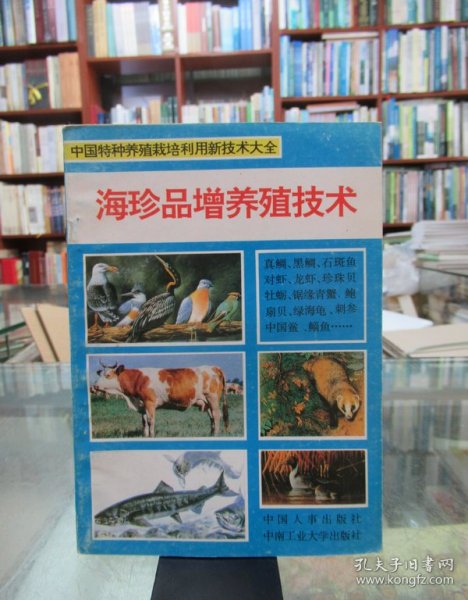 中国特种养殖栽培利用新技术大全
海珍品增养殖技术
真鲷、黑鲷、石斑鱼
对虾、龙虾、珍珠贝
牡蛎、锯缘青蟹、鲍
扇贝、绿海龟、刺参
中国鲎、鳗鱼……
中国人事出版社
中南工业大学出版社
孔夫子旧书网
www.kongfz.com